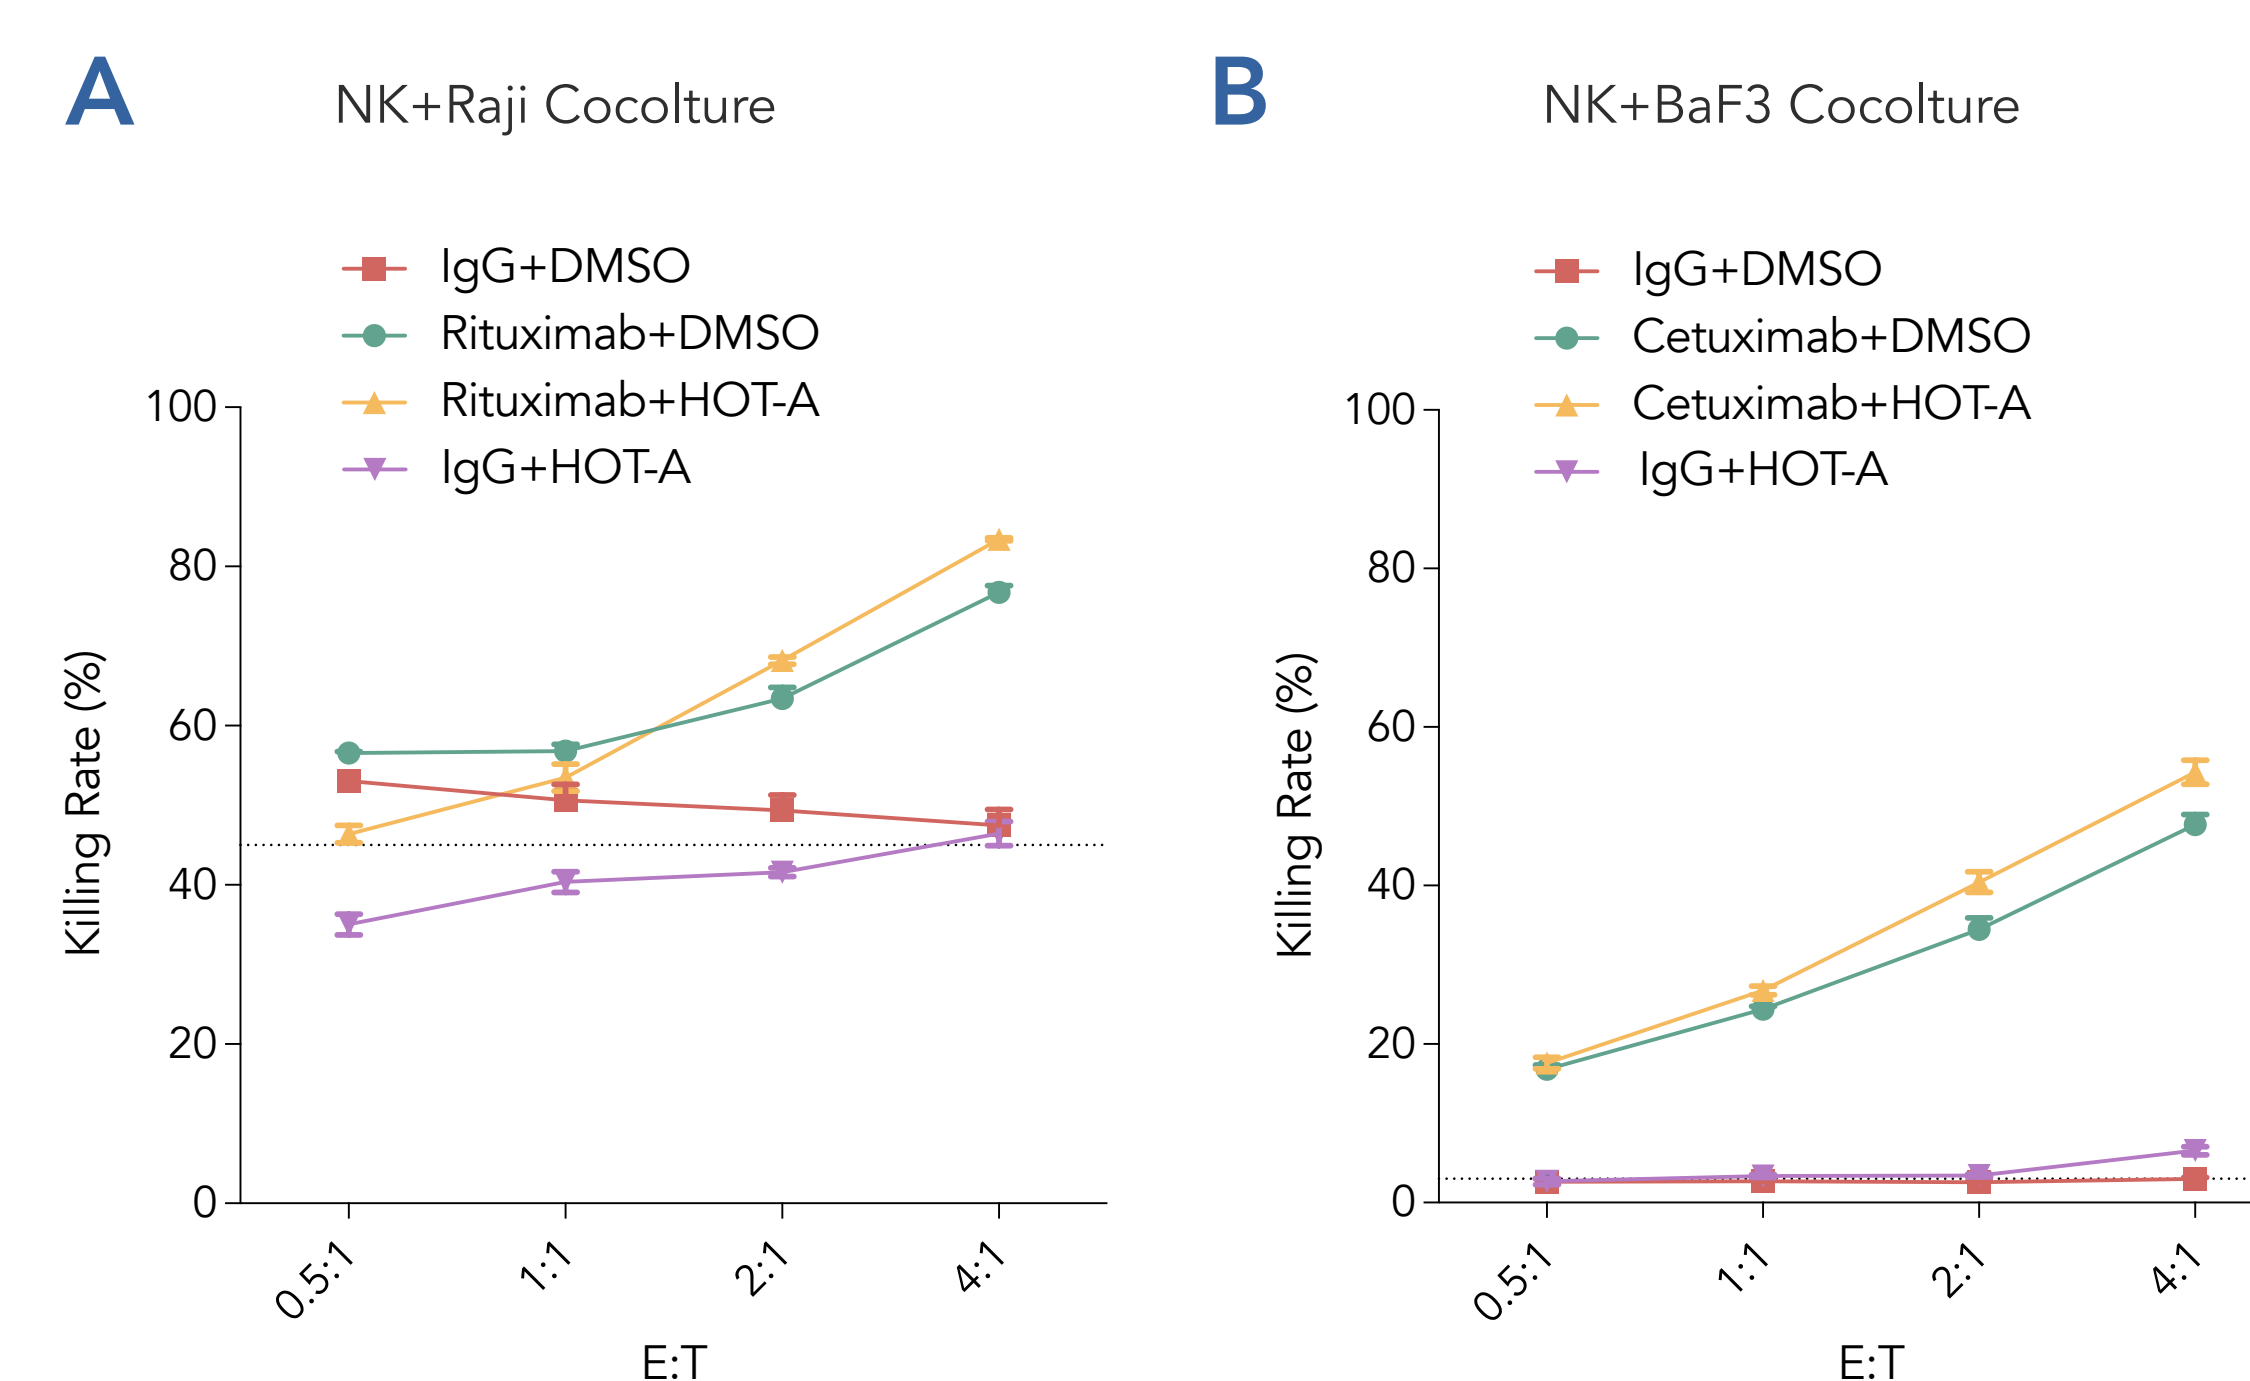 A
NK+Raji Cocolture
IgG+DMSO
Rituximab+DMSO
Rituximab+HOT-A
IgG+HOT-A
100
80
60
40
20
0
Killing Rate (%)
0.5:1
1:1
2:1
4:1
E:T
B
NK+BaF3 Cocolture
IgG+DMSO
Cetuximab+DMSO
Cetuximab+HOT-A
IgG+HOT-A
100
80
60
40
20
0
Killing Rate (%)
0.5:1
1:1
2:1
4:1
E:T